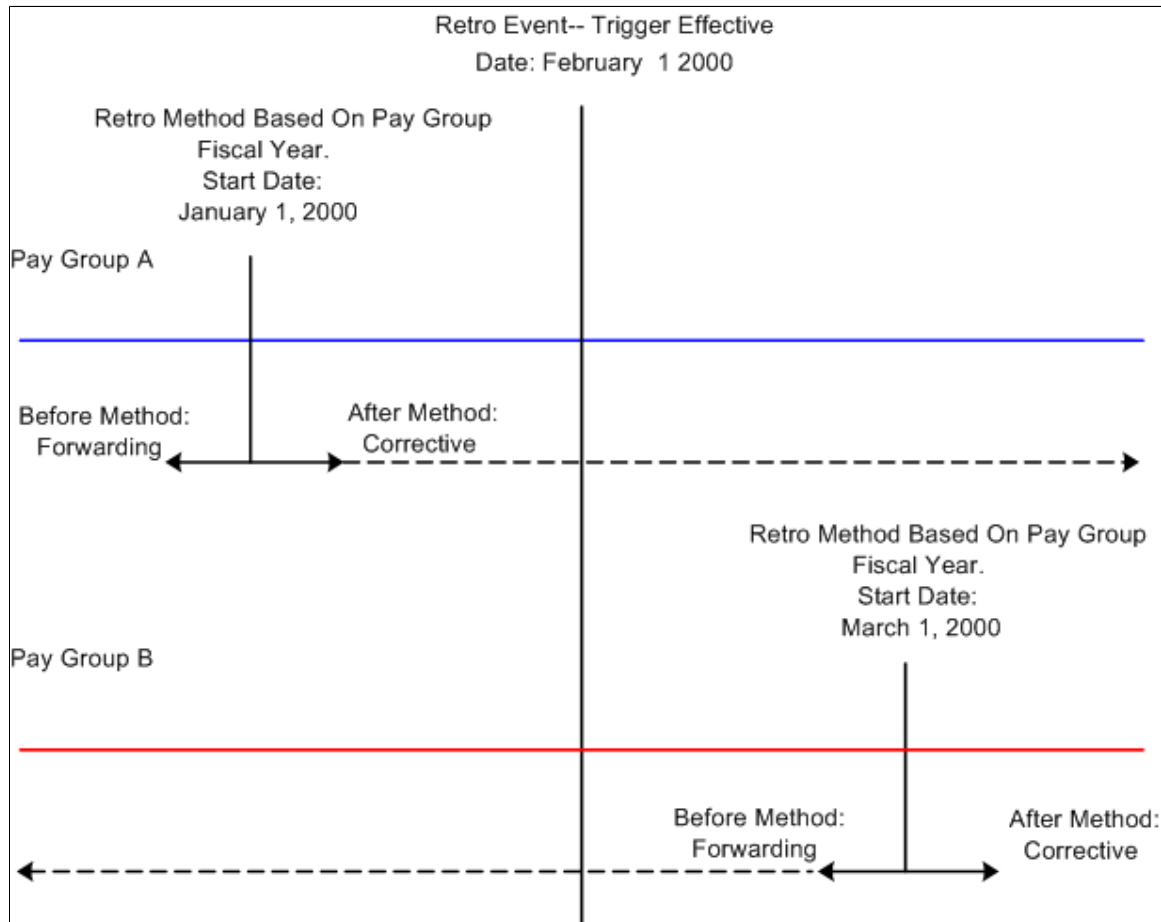 Retro Event-- Trigger Effective
Date: February 1 2000
Retro Method Based On Pay Group
Fiscal Year.
Start Date:
January 1, 2000
Pay Group A
Before Method:
Forwarding
After Method:
Corrective
Retro Method Based On Pay Group
Fiscal Year.
Start Date:
March 1, 2000
Pay Group B
Before Method:
Forwarding
After Method:
Corrective